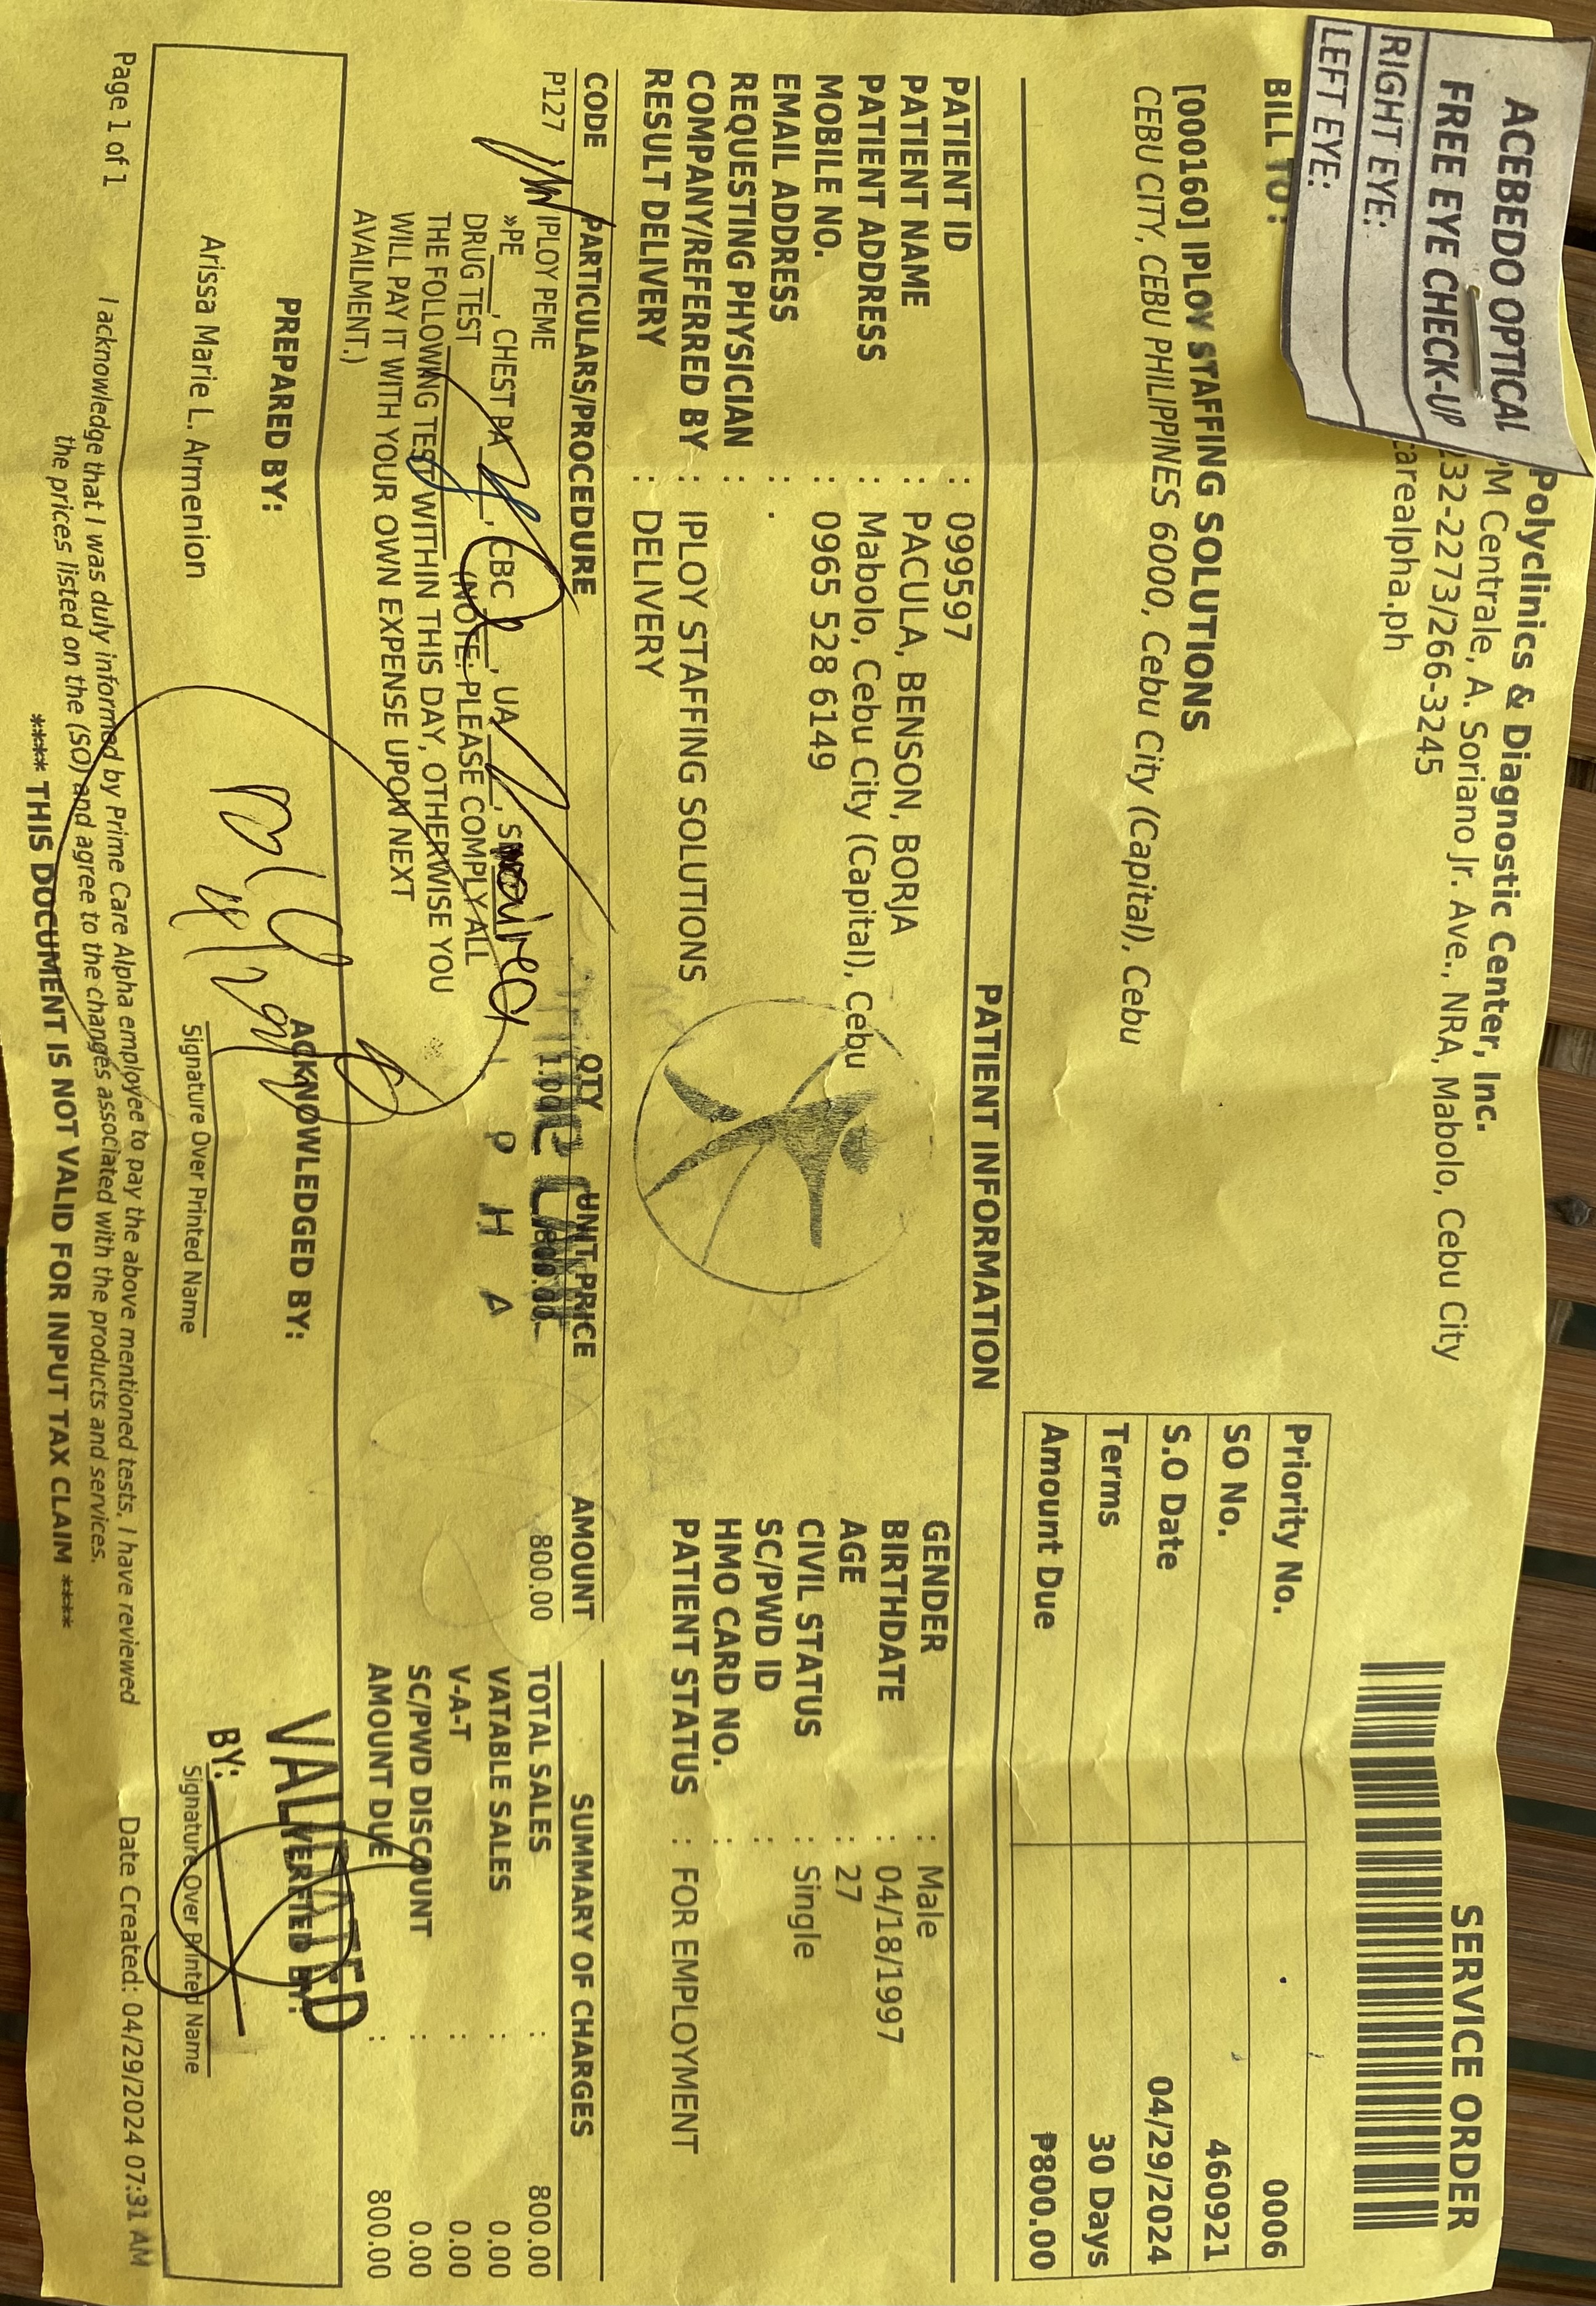 ACEBEDO OPTICAL
FREE EYE CHECK-UP
RIGHT EYE:
LEFT EYE:
Polyclinics & Diagnostic Center, Inc.
PM Centrale, A. Soriano Jr. Ave., NRA, Mabolo, Cebu City
32-2273/266-3245
carealpha.ph
SERVICE ORDER
BILL TO:
[000160] IPLOY STAFFING SOLUTIONS
CEBU CITY, CEBU PHILIPPINES 6000, Cebu City (Capital), Cebu
Priority No. 0006
SO No. 460921
S.O Date 04/29/2024
Terms 30 Days
Amount Due ₱800.00
PATIENT INFORMATION
PATIENT ID : 099597
PATIENT NAME : PACULA, BENSON, BORJA
PATIENT ADDRESS : Mabolo, Cebu City (Capital), Cebu
MOBILE NO. : 0965 528 6149
EMAIL ADDRESS : .
REQUESTING PHYSICIAN :
COMPANY/REFERRED BY : IPLOY STAFFING SOLUTIONS
RESULT DELIVERY : DELIVERY
GENDER : Male
BIRTHDATE : 04/18/1997
AGE : 27
CIVIL STATUS : Single
SC/PWD ID :
HMO CARD NO. :
PATIENT STATUS : FOR EMPLOYMENT
CODE PARTICULARS/PROCEDURE QTY UNIT PRICE AMOUNT
P127 IPLOY PEME 1.00 800.00 800.00
»PE____, CHEST PA____, CBC____, UA____,
DRUG TEST____ (NOTE: PLEASE COMPLY ALL
THE FOLLOWING TEST WITHIN THIS DAY, OTHERWISE YOU
WILL PAY IT WITH YOUR OWN EXPENSE UPON NEXT
AVAILMENT.)
P H A
SUMMARY OF CHARGES
TOTAL SALES : 800.00
VATABLE SALES : 0.00
V-A-T : 0.00
SC/PWD DISCOUNT : 0.00
AMOUNT DUE : 800.00
PREPARED BY:
Arissa Marie L. Armenion
ACKNOWLEDGED BY:
Signature Over Printed Name
VALIDATED
VERIFIED BY:
BY:
Signature Over Printed Name
I acknowledge that I was duly informed by Prime Care Alpha employee to pay the above mentioned tests, I have reviewed
the prices listed on the (SO) and agree to the changes associated with the products and services.
Page 1 of 1
Date Created: 04/29/2024 07:31 AM
**** THIS DOCUMENT IS NOT VALID FOR INPUT TAX CLAIM ****